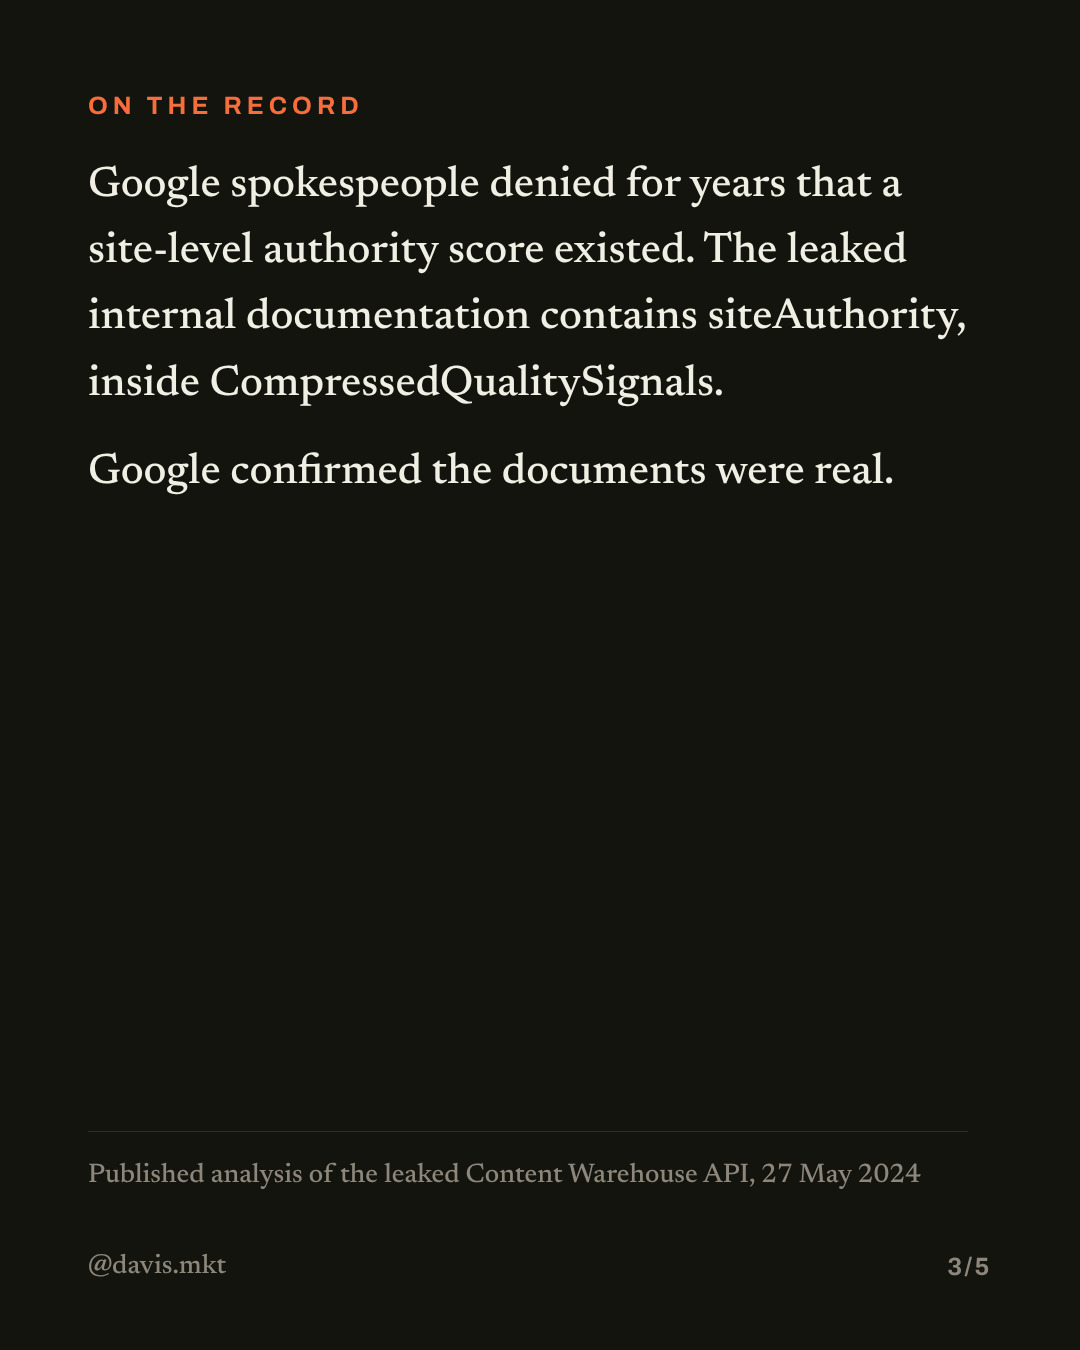 ON THE RECORD
Google spokespeople denied for years that a
site-level authority score existed. The leaked
internal documentation contains siteAuthority,
inside CompressedQualitySignals.
Google confirmed the documents were real.
Published analysis of the leaked Content Warehouse API, 27 May 2024
@davis.mkt
3/5